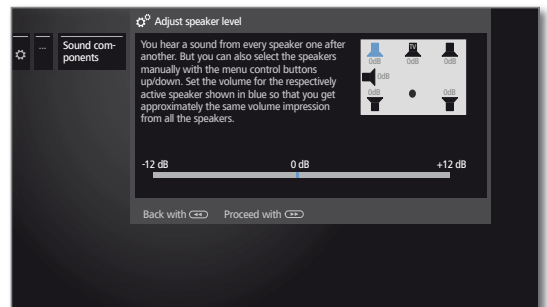 Adjust speaker level
...
Sound com-
ponents
You hear a sound from every speaker one after
another. But you can also select the speakers
manually with the menu control buttons
up/down. Set the volume for the respectively
active speaker shown in blue so that you get
approximately the same volume impression
from all the speakers.
TV
0dB 0dB 0dB
0dB
0dB 0dB
-12 dB 0 dB +12 dB
Back with Proceed with